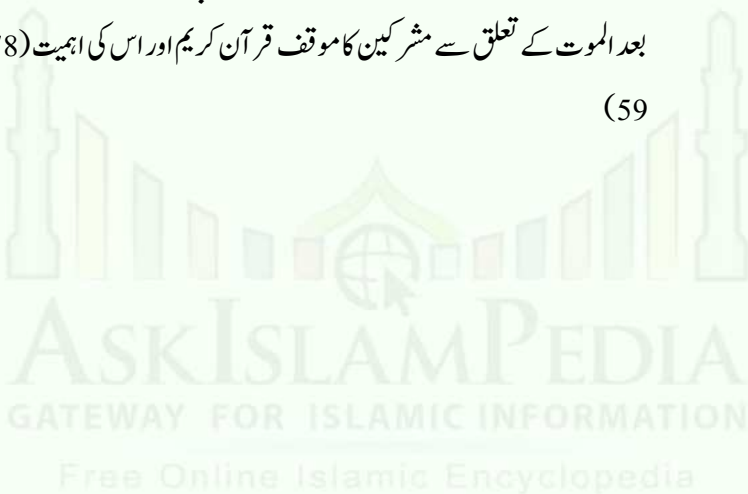 بعد الموت کے تعلق سے مشرکین کا موقف قرآن کریم اور اس کی اہمیت (8
59)
ASKISLAMPEDIA
GATEWAY FOR ISLAMIC INFORMATION
Free Online Islamic Encyclopedia